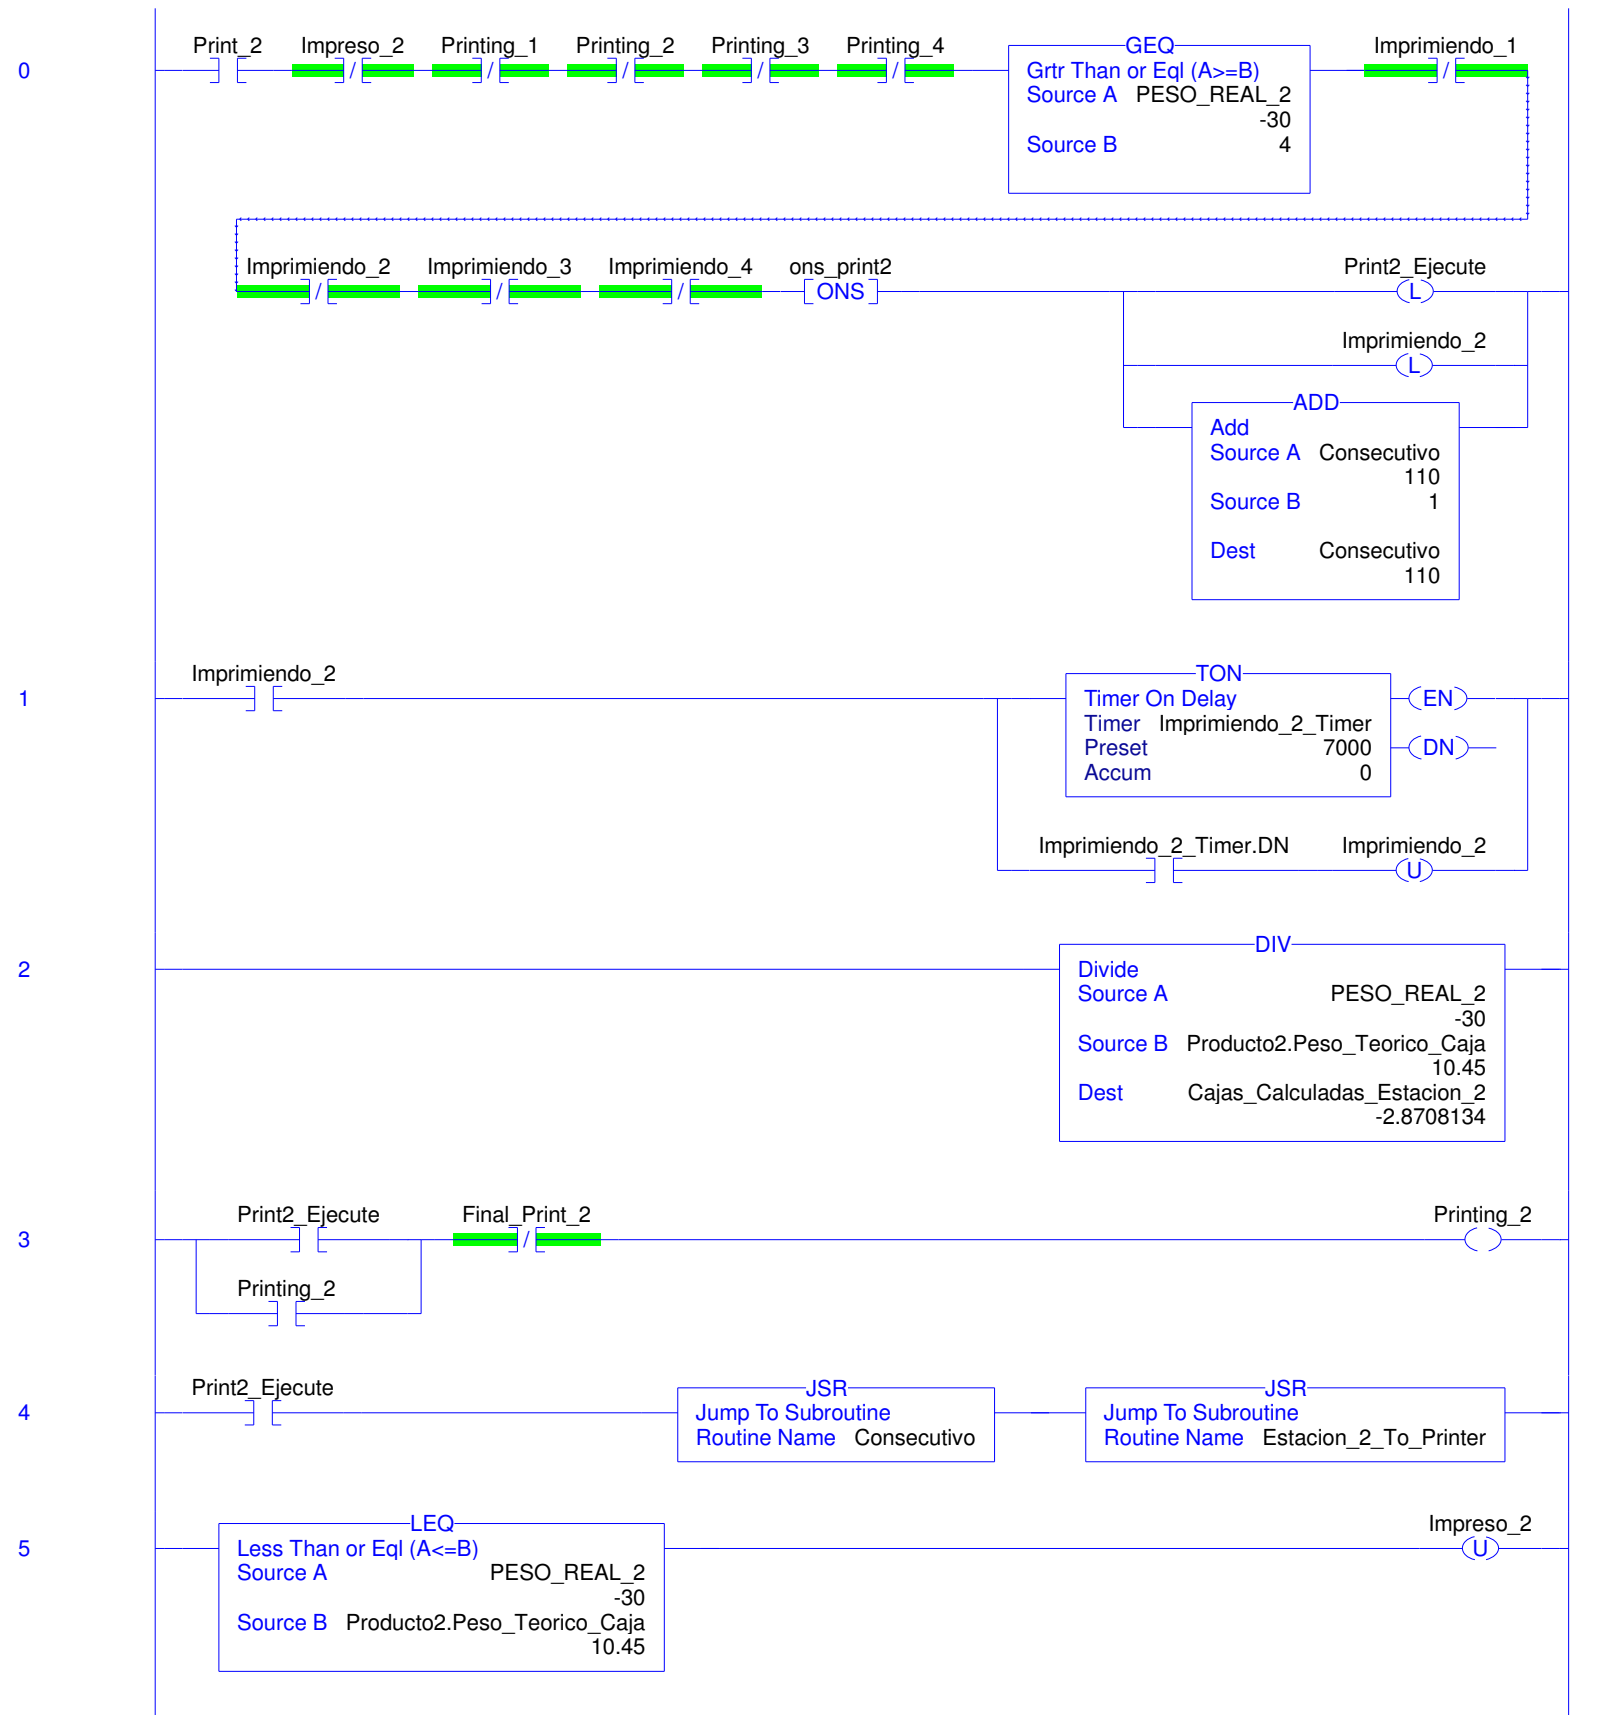 0
Print_2 Impreso_2 Printing_1 Printing_2 Printing_3 Printing_4 GEQ Imprimiendo_1
/ / / / / /
Grtr Than or Eql (A>=B)
Source A PESO_REAL_2
-30
Source B 4
Imprimiendo_2 Imprimiendo_3 Imprimiendo_4 ons_print2 Print2_Ejecute
/ / / ONS L
Imprimiendo_2
L
ADD
Add
Source A Consecutivo
110
Source B 1
Dest Consecutivo
110
1
Imprimiendo_2 TON
Timer On Delay EN
Timer Imprimiendo_2_Timer
Preset 7000 DN
Accum 0
Imprimiendo_2_Timer.DN Imprimiendo_2
U
2
DIV
Divide
Source A PESO_REAL_2
-30
Source B Producto2.Peso_Teorico_Caja
10.45
Dest Cajas_Calculadas_Estacion_2
-2.8708134
3
Print2_Ejecute Final_Print_2 Printing_2
/
Printing_2
4
Print2_Ejecute JSR JSR
Jump To Subroutine Jump To Subroutine
Routine Name Consecutivo Routine Name Estacion_2_To_Printer
5
LEQ Impreso_2
Less Than or Eql (A<=B) U
Source A PESO_REAL_2
-30
Source B Producto2.Peso_Teorico_Caja
10.45